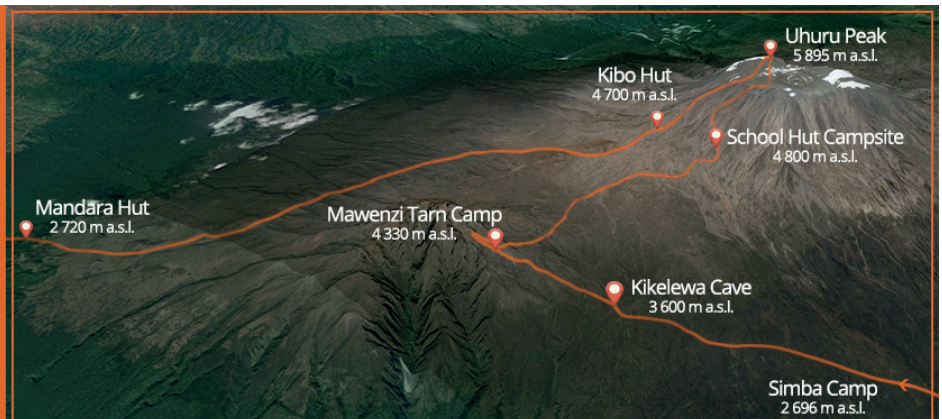 Uhuru Peak
5 895 m a.s.l.
Kibo Hut
4 700 m a.s.l.
School Hut Campsite
4 800 m a.s.l.
Mandara Hut
2 720 m a.s.l.
Mawenzi Tarn Camp
4 330 m a.s.l.
Kikelewa Cave
3 600 m a.s.l.
Simba Camp
2 696 m a.s.l.